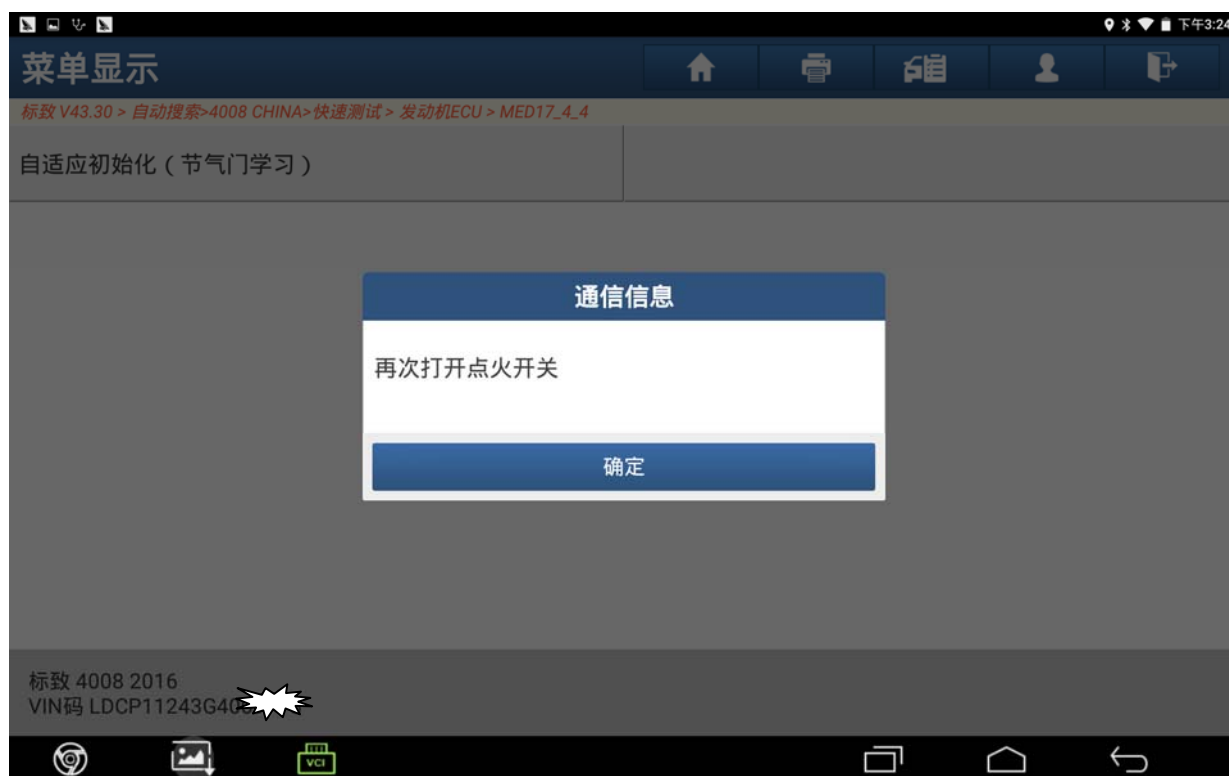 下午3:24
菜单显示
标致 V43.30 > 自动搜索>4008 CHINA>快速测试 > 发动机ECU > MED17_4_4
自适应初始化（节气门学习）
通信信息
再次打开点火开关
确定
标致 4008 2016
VIN码 LDCP11243G40
VCI